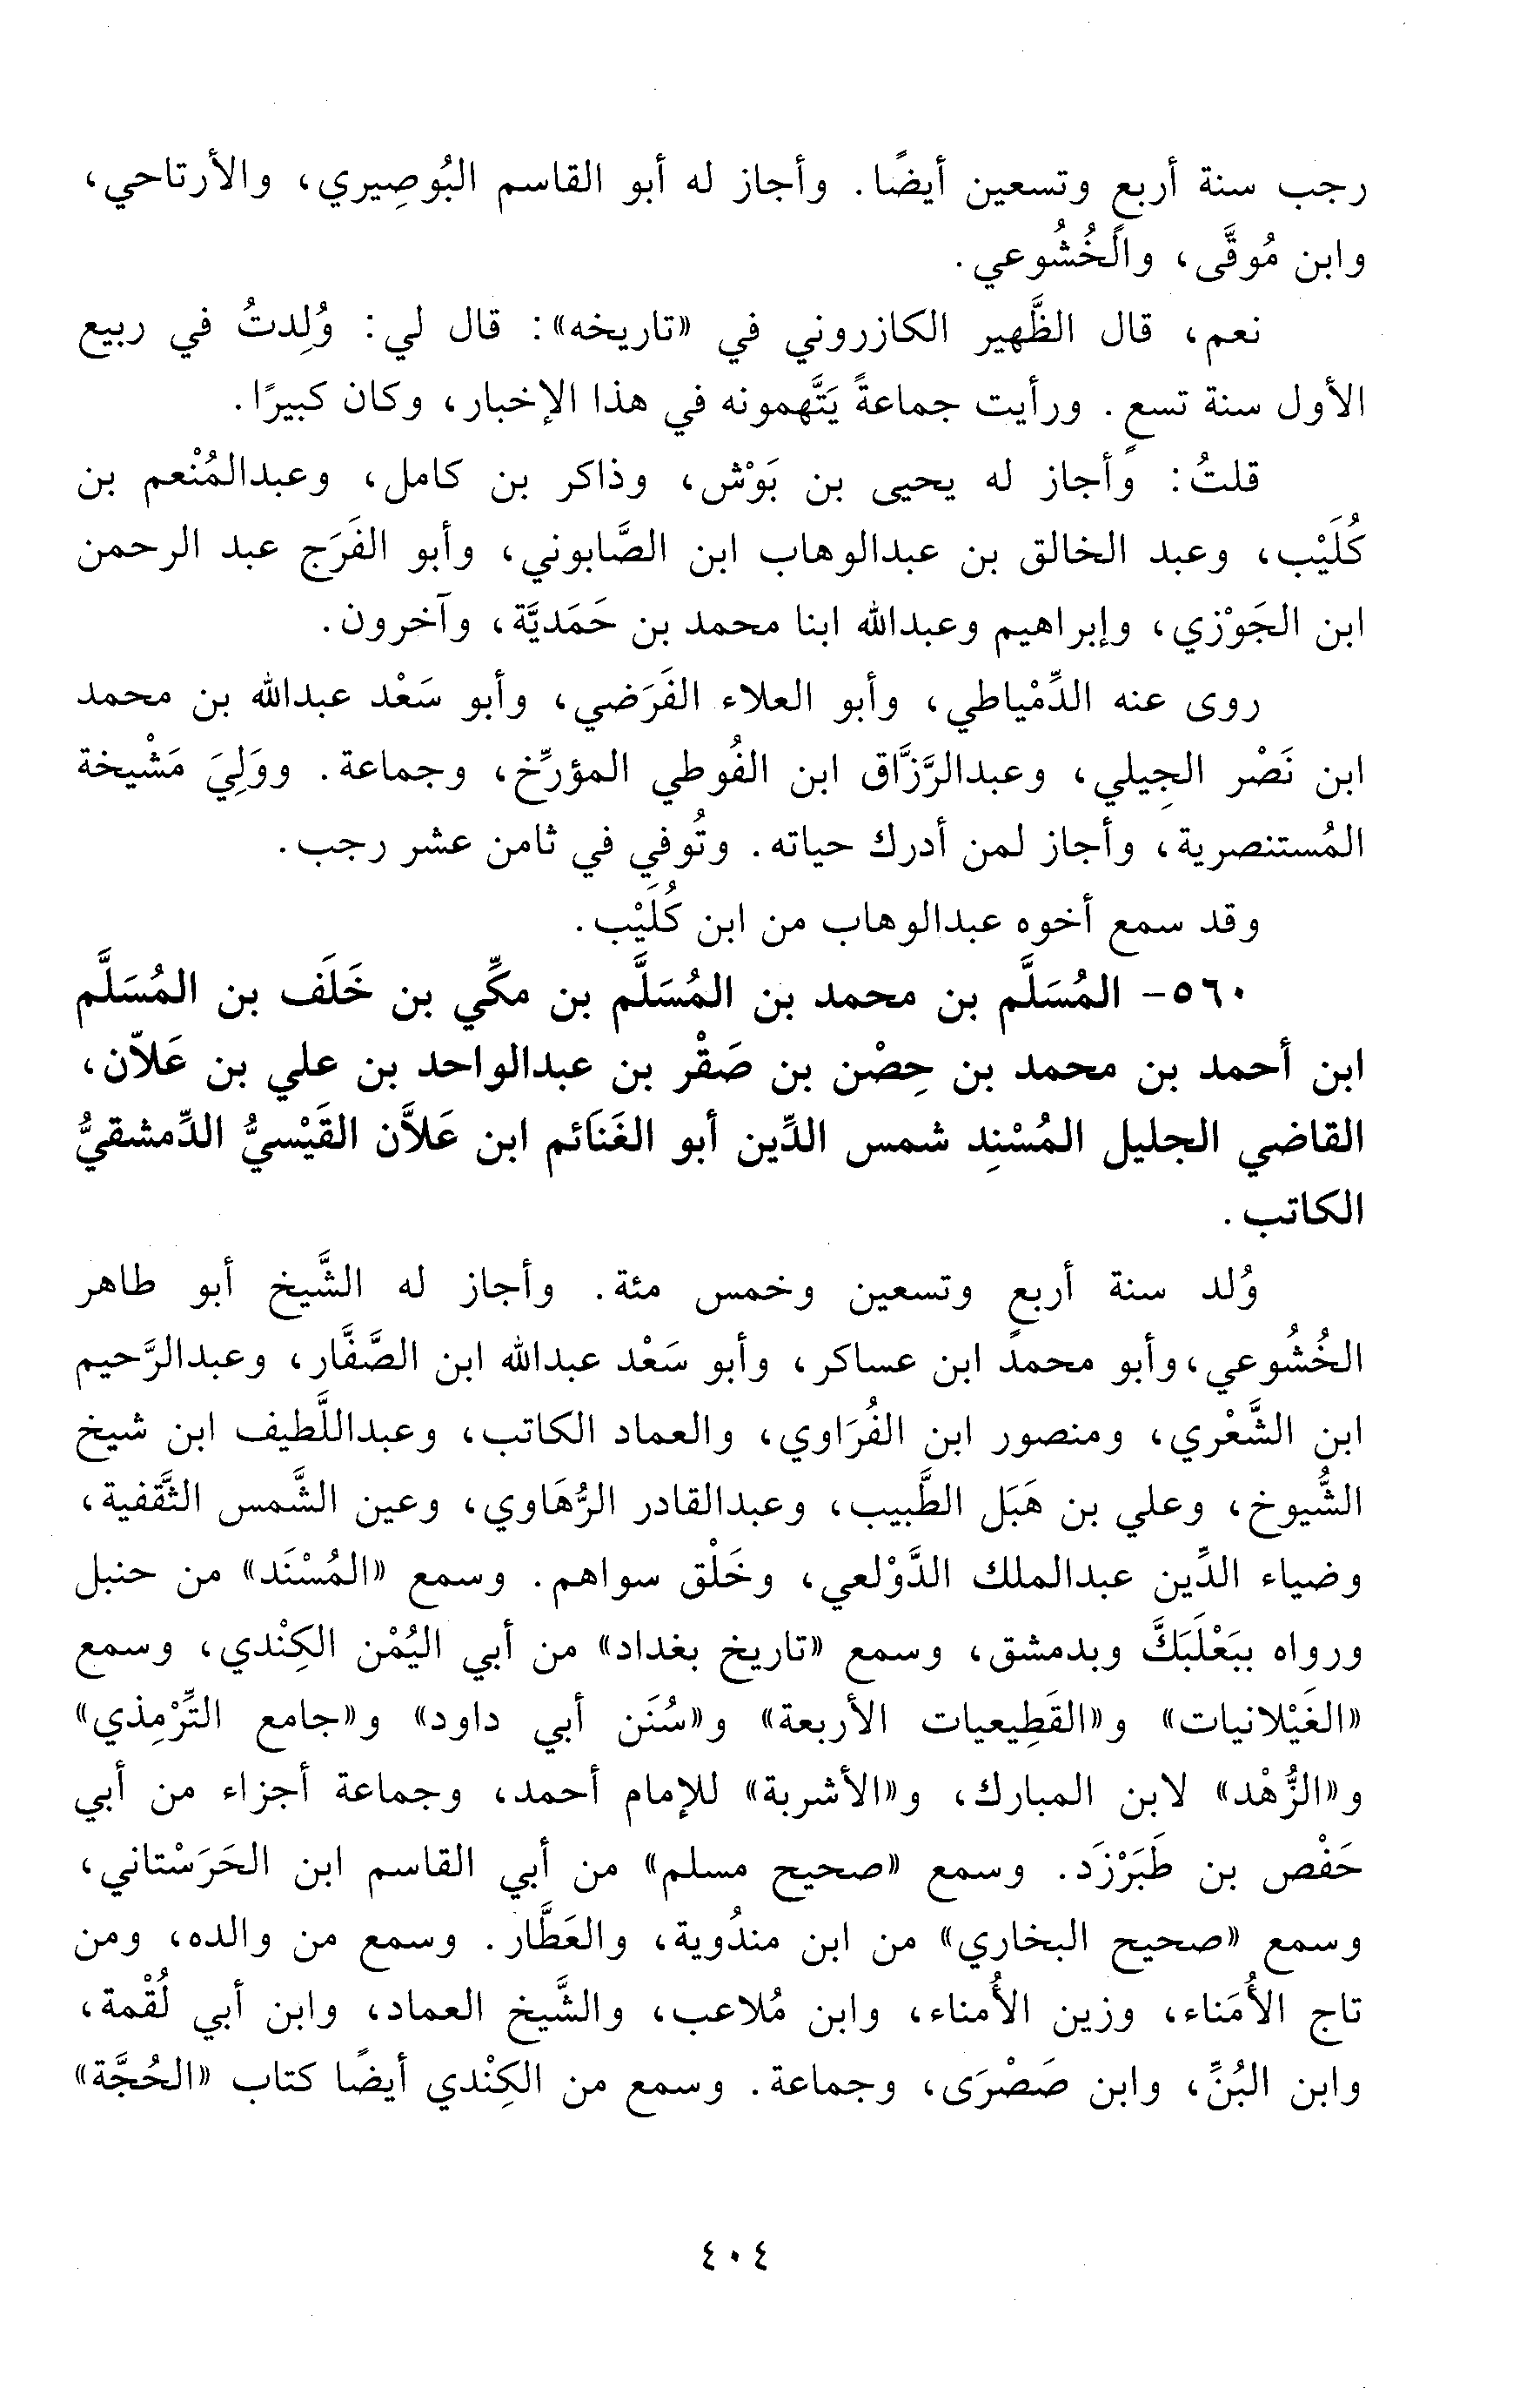 رجب سنة أربعٍ وتسعين أيضًا. وأجاز له أبو القاسم البُوصِيري، والأرتاحي،
وابن مُوقَّى، والخُشُوعي.
نعم، قال الظَّهير الكازروني في «تاريخه»: قال لي: وُلِدتُ في ربيع
الأول سنة تسعٍ. ورأيت جماعةً يَتَّهمونه في هذا الإخبار، وكان كبيرًا.
قلتُ: وأجاز له يحيى بن بَوْش، وذاكر بن كامل، وعبدالمُنْعم بن
كُلَيْب، وعبد الخالق بن عبدالوهاب ابن الصَّابوني، وأبو الفَرَج عبد الرحمن
ابن الجَوْزي، وإبراهيم وعبدالله ابنا محمد بن حَمَديَّة، وآخرون.
روى عنه الدِّمْياطي، وأبو العلاء الفَرَضي، وأبو سَعْد عبدالله بن محمد
ابن نَصْر الجِيلي، وعبدالرَّزَّاق ابن الفُوطي المؤرِّخ، وجماعة. ووَلِيَ مَشْيخة
المُستنصرية، وأجاز لمن أدرك حياته. وتُوفي في ثامن عشر رجب.
وقد سمع أخوه عبدالوهاب من ابن كُلَيْب.
٥٦٠- المُسَلَّم بن محمد بن المُسَلَّم بن مكِّي بن خَلَف بن المُسَلَّم
ابن أحمد بن محمد بن حِصْن بن صَقْر بن عبدالواحد بن علي بن عَلاّن،
القاضي الجليل المُسْنِد شمس الدِّين أبو الغَنَائم ابن عَلاَّن القَيْسيُّ الدِّمشقيُّ
الكاتب.
وُلد سنة أربعٍ وتسعين وخمس مئة. وأجاز له الشَّيخ أبو طاهر
الخُشُوعي، وأبو محمد ابن عساكر، وأبو سَعْد عبدالله ابن الصَّفَّار، وعبدالرَّحيم
ابن الشَّعْري، ومنصور ابن الفُرَاوي، والعماد الكاتب، وعبداللَّطيف ابن شيخ
الشُّيوخ، وعلي بن هَبَل الطَّبيب، وعبدالقادر الرُّهَاوي، وعين الشَّمس الثَّقفية،
وضياء الدِّين عبدالملك الدَّوْلعي، وخَلْق سواهم. وسمع «المُسْنَد» من حنبل
ورواه ببَعْلَبَكَّ وبدمشق، وسمع «تاريخ بغداد» من أبي اليُمْن الكِنْدي، وسمع
«الغَيْلانيات» و«القَطِيعيات الأربعة» و«سُنَن أبي داود» و«جامع التِّرْمِذي»
و«الزُّهْد» لابن المبارك، و«الأشربة» للإمام أحمد، وجماعة أجزاء من أبي
حَفْص بن طَبَرْزَد. وسمع «صحيح مسلم» من أبي القاسم ابن الحَرَسْتاني،
وسمع «صحيح البخاري» من ابن مندُوية، والعَطَّار. وسمع من والده، ومن
تاج الأُمَناء، وزين الأُمناء، وابن مُلاعب، والشَّيخ العماد، وابن أبي لُقْمة،
وابن البُنِّ، وابن صَصْرَى، وجماعة. وسمع من الكِنْدي أيضًا كتاب «الحُجَّة»
٤٠٤